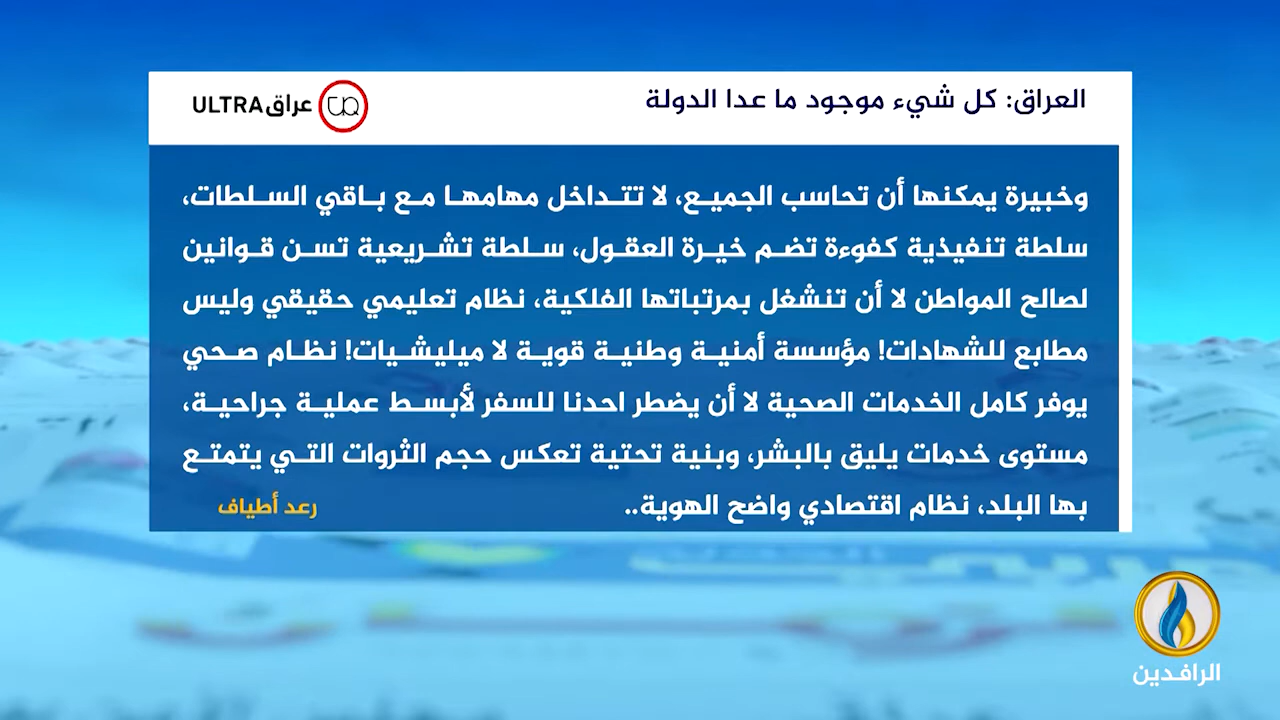 العراق: كل شيء موجود ما عدا الدولة
عراق ULTRA
وخبيرة يمكنها أن تحاسب الجميع، لا تتداخل مهامها مع باقي السلطات،
سلطة تنفيذية كفوءة تضم خيرة العقول، سلطة تشريعية تسن قوانين
لصالح المواطن لا أن تنشغل بمرتباتها الفلكية، نظام تعليمي حقيقي وليس
مطابع للشهادات! مؤسسة أمنية وطنية قوية لا ميليشيات! نظام صحي
يوفر كامل الخدمات الصحية لا أن يضطر احدنا للسفر لأبسط عملية جراحية،
مستوى خدمات يليق بالبشر، وبنية تحتية تعكس حجم الثروات التي يتمتع
بها البلد، نظام اقتصادي واضح الهوية..
رعد أطياف
الرافدين